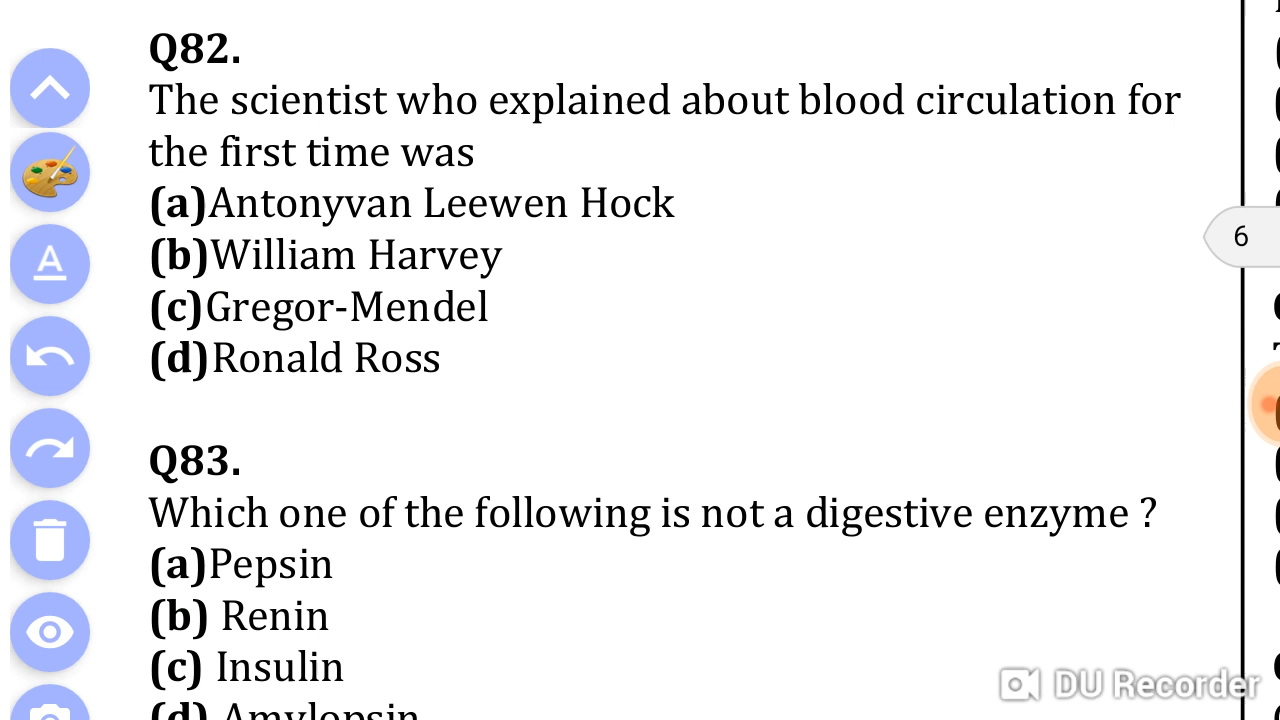 Q82.
The scientist who explained about blood circulation for
the first time was
(a)Antonyvan Leewen Hock
(b)William Harvey
(c)Gregor-Mendel
(d)Ronald Ross
Q83.
Which one of the following is not a digestive enzyme ?
(a)Pepsin
(b) Renin
(c) Insulin
(d) Amylopsin
A
6
DU Recorder